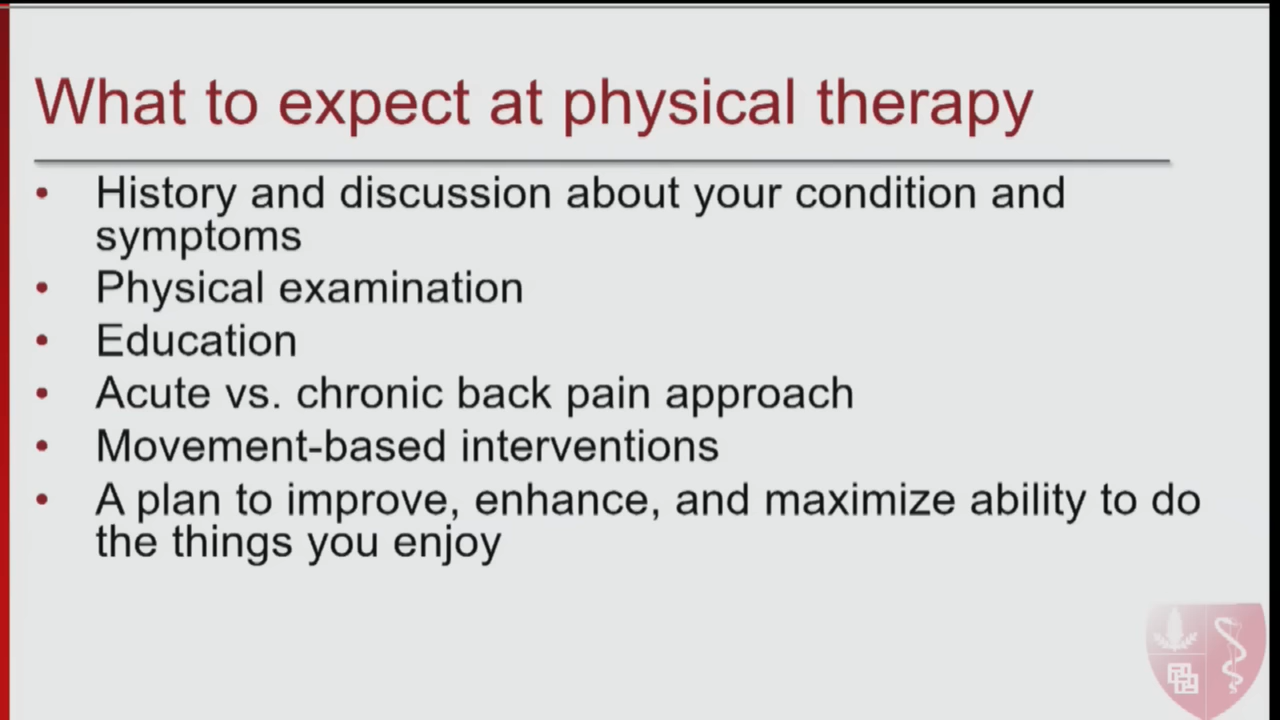 What to expect at physical therapy
• History and discussion about your condition and
symptoms
• Physical examination
• Education
• Acute vs. chronic back pain approach
• Movement-based interventions
• A plan to improve, enhance, and maximize ability to do
the things you enjoy